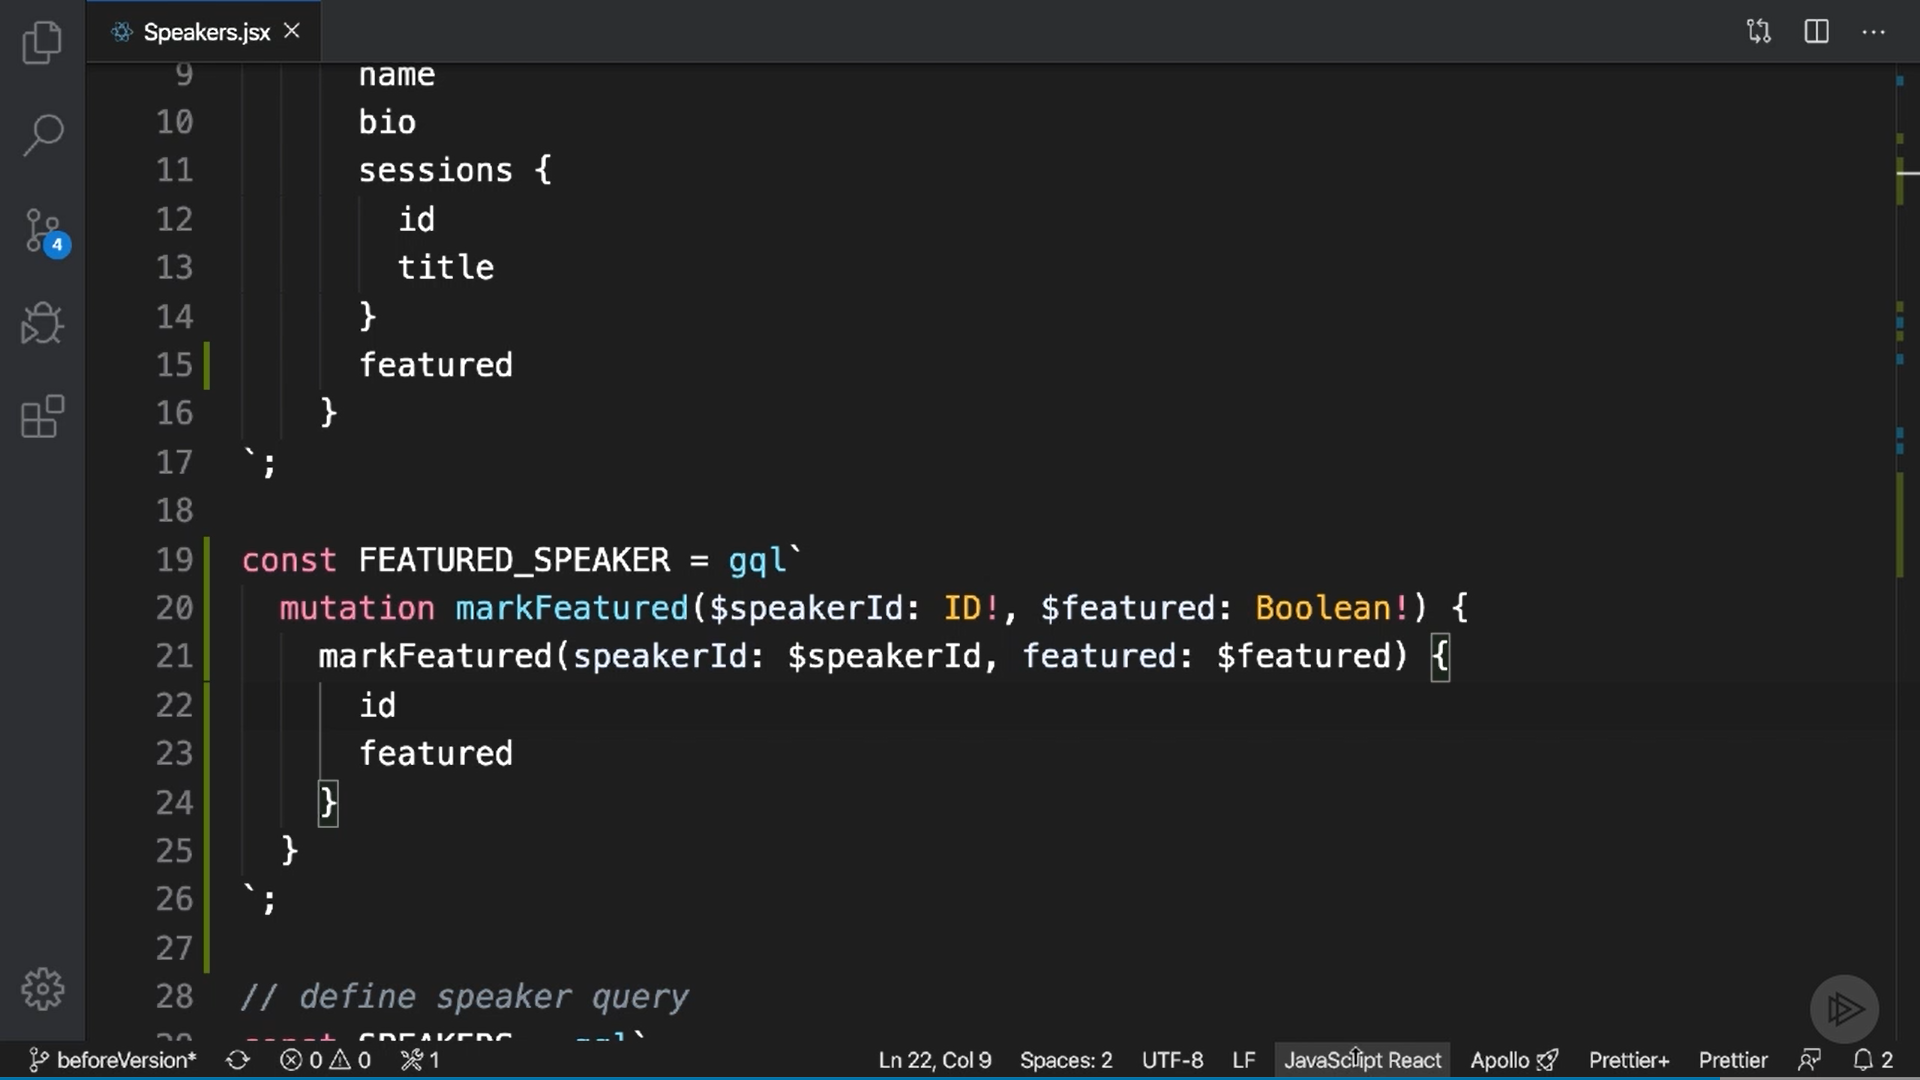 Speakers.jsx
9 name
10 bio
11 sessions {
12 id
13 title
14 }
15 featured
16 }
17 `;
18
19 const FEATURED_SPEAKER = gql`
20 mutation markFeatured($speakerId: ID!, $featured: Boolean!) {
21 markFeatured(speakerId: $speakerId, featured: $featured) {
22 id
23 featured
24 }
25 }
26 `;
27
28 // define speaker query
const SPEAKERS = gql`
4
beforeVersion* 0 0 1 Ln 22, Col 9 Spaces: 2 UTF-8 LF JavaScript React Apollo Prettier+ Prettier 2